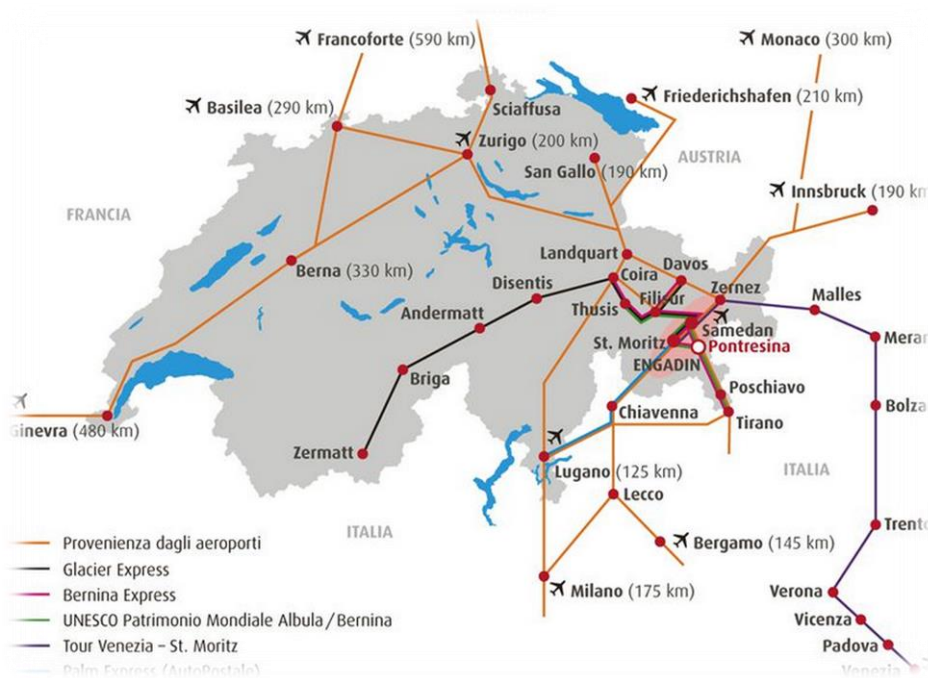 Francoforte (590 km)
Monaco (300 km)
Basilea (290 km)
Sciaffusa
Friederichshafen (210 km)
Zurigo (200 km)
San Gallo (190 km)
AUSTRIA
Innsbruck (190 km
FRANCIA
Landquart
Davos
Berna (330 km)
Coira
Disentis
Zernez
Malles
Thusis
Filisur
Andermatt
Samedan
St. Moritz
Pontresina
Meran
ENGADIN
Briga
Poschiavo
Chiavenna
Bolza
Tirano
Ginevra (480 km)
Zermatt
Lugano (125 km)
ITALIA
Lecco
ITALIA
Trento
Bergamo (145 km)
Milano (175 km)
Verona
Vicenza
Padova
Venezia
Provenienza dagli aeroporti
Glacier Express
Bernina Express
UNESCO Patrimonio Mondiale Albula / Bernina
Tour Venezia – St. Moritz
Palm Express (AutoPostale)